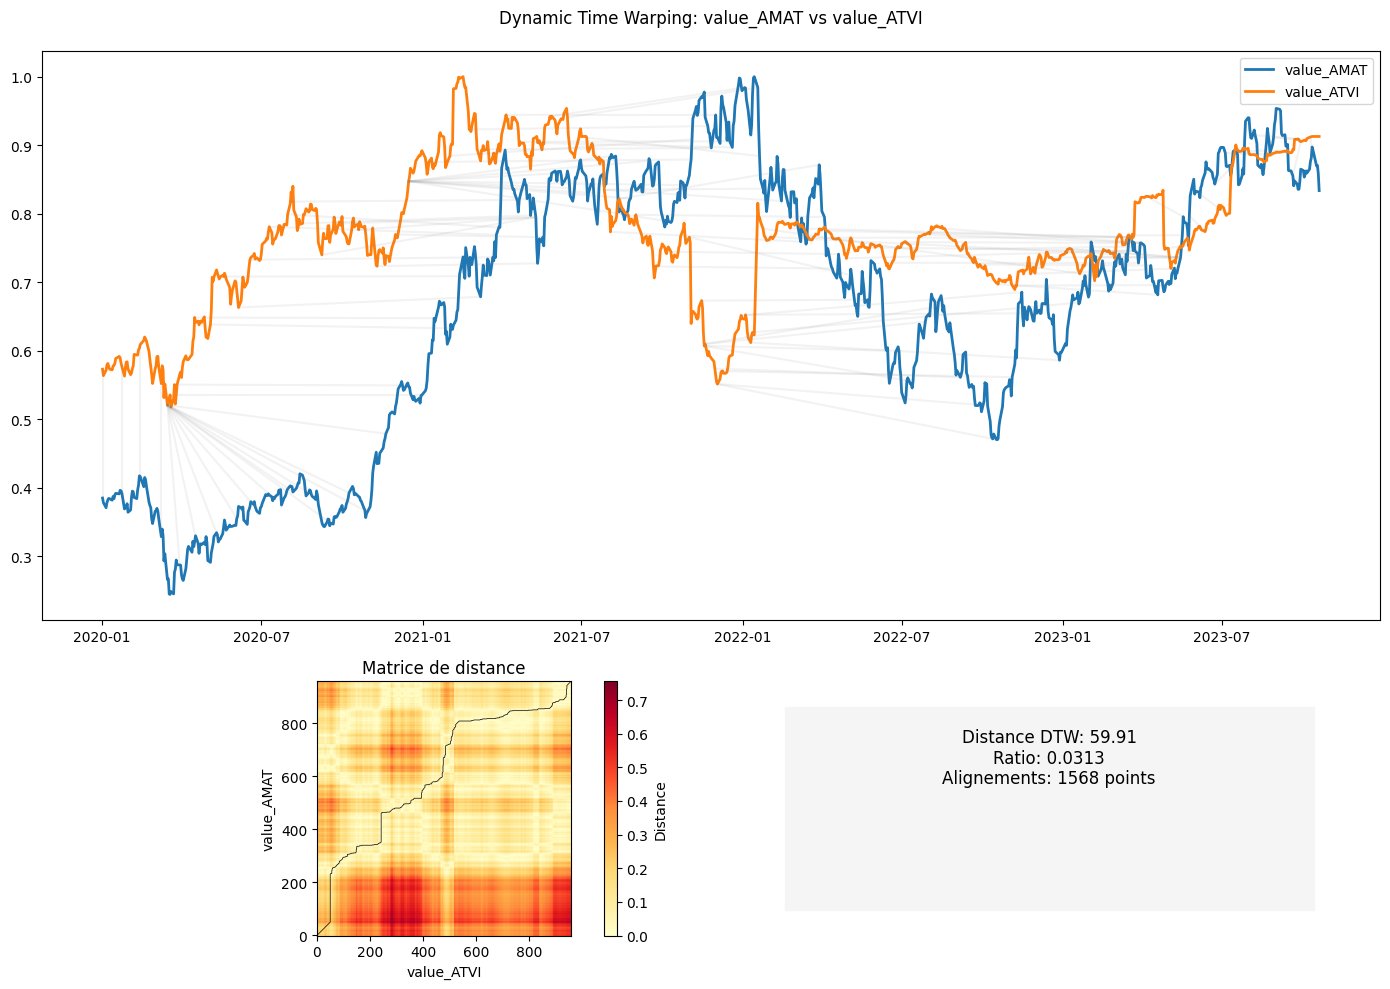 Dynamic Time Warping: value_AMAT vs value_ATVI
value_AMAT
value_ATVI
1.0
0.9
0.8
0.7
0.6
0.5
0.4
0.3
2020-01 2020-07 2021-01 2021-07 2022-01 2022-07 2023-01 2023-07
Matrice de distance
value_AMAT
800
600
400
200
0
0 200 400 600 800
value_ATVI
0.7
0.6
0.5
0.4
0.3
0.2
0.1
0.0
Distance
Distance DTW: 59.91
Ratio: 0.0313
Alignements: 1568 points